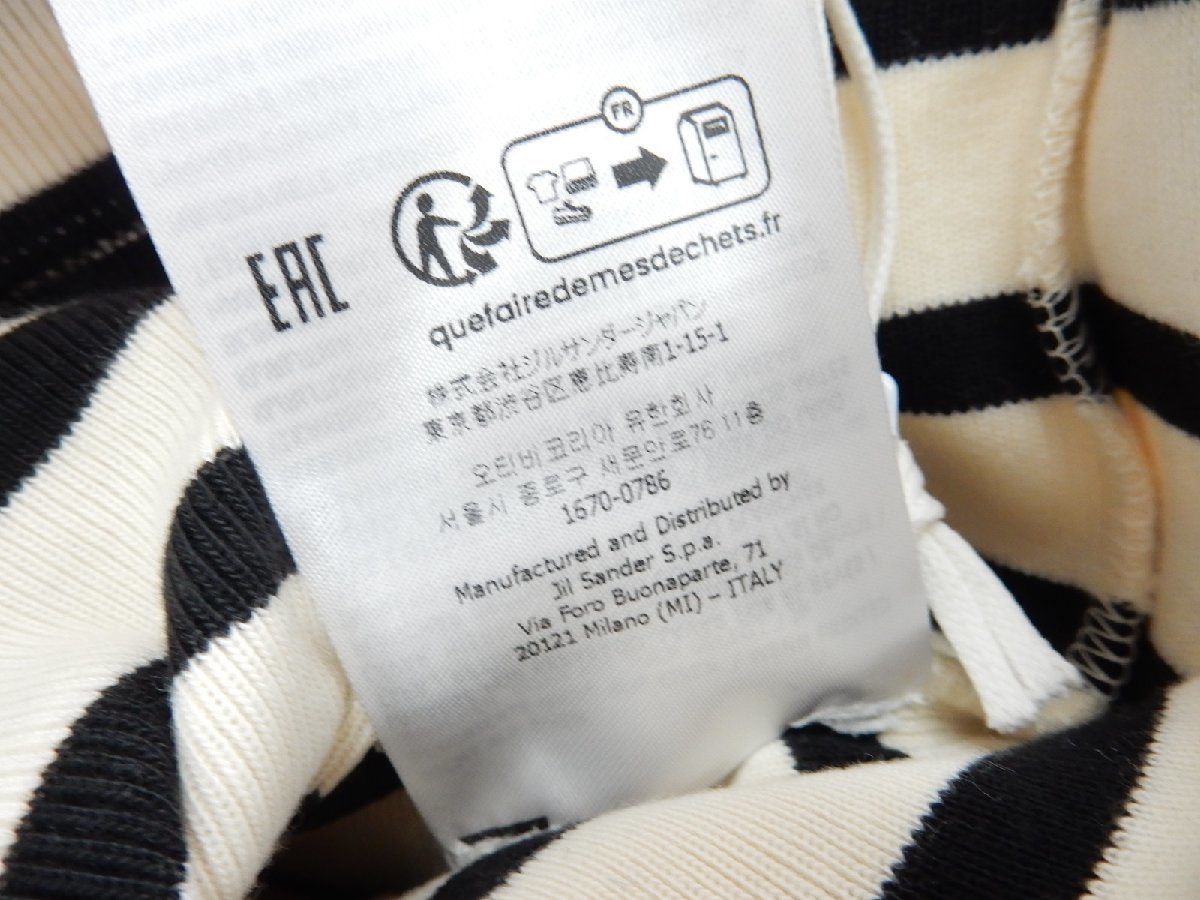 FR
EAC
quefairedemesdechets.fr
株式会社ジルサンダージャパン
東京都渋谷区恵比寿南1-15-1
오티비코리아 유한회사
서울시 종로구 새문안로76 11층
1670-0786
Manufactured and Distributed by
Jil Sander S.p.a.
Via Foro Buonaparte, 71
20121 Milano (MI) – ITALY